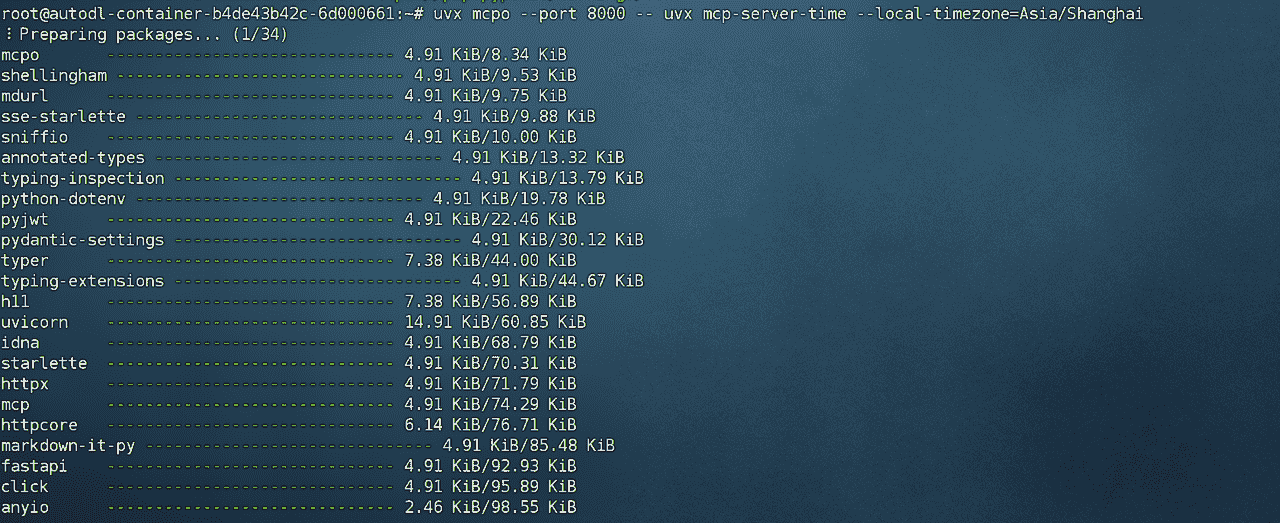 root@autodl-container-b4de43b42c-6d000661:~# uvx mcpo --port 8000 -- uvx mcp-server-time --local-timezone=Asia/Shanghai
⠸ Preparing packages... (1/34)
mcpo       ------------------------------ 4.91 KiB/8.34 KiB
shellingham ------------------------------ 4.91 KiB/9.53 KiB
mdurl      ------------------------------ 4.91 KiB/9.75 KiB
sse-starlette ------------------------------ 4.91 KiB/9.88 KiB
sniffio    ------------------------------ 4.91 KiB/10.00 KiB
annotated-types ------------------------------ 4.91 KiB/13.32 KiB
typing-inspection ------------------------------ 4.91 KiB/13.79 KiB
python-dotenv ------------------------------ 4.91 KiB/19.78 KiB
pyjwt      ------------------------------ 4.91 KiB/22.46 KiB
pydantic-settings ------------------------------ 4.91 KiB/30.12 KiB
typer      ------------------------------ 7.38 KiB/44.00 KiB
typing-extensions ------------------------------ 4.91 KiB/44.67 KiB
h11        ------------------------------ 7.38 KiB/56.89 KiB
uvicorn    ------------------------------ 14.91 KiB/60.85 KiB
idna       ------------------------------ 4.91 KiB/68.79 KiB
starlette  ------------------------------ 4.91 KiB/70.31 KiB
httpx      ------------------------------ 4.91 KiB/71.79 KiB
mcp        ------------------------------ 4.91 KiB/74.29 KiB
httpcore   ------------------------------ 6.14 KiB/76.71 KiB
markdown-it-py ------------------------------ 4.91 KiB/85.48 KiB
fastapi    ------------------------------ 4.91 KiB/92.93 KiB
click      ------------------------------ 4.91 KiB/95.89 KiB
anyio      ------------------------------ 2.46 KiB/98.55 KiB